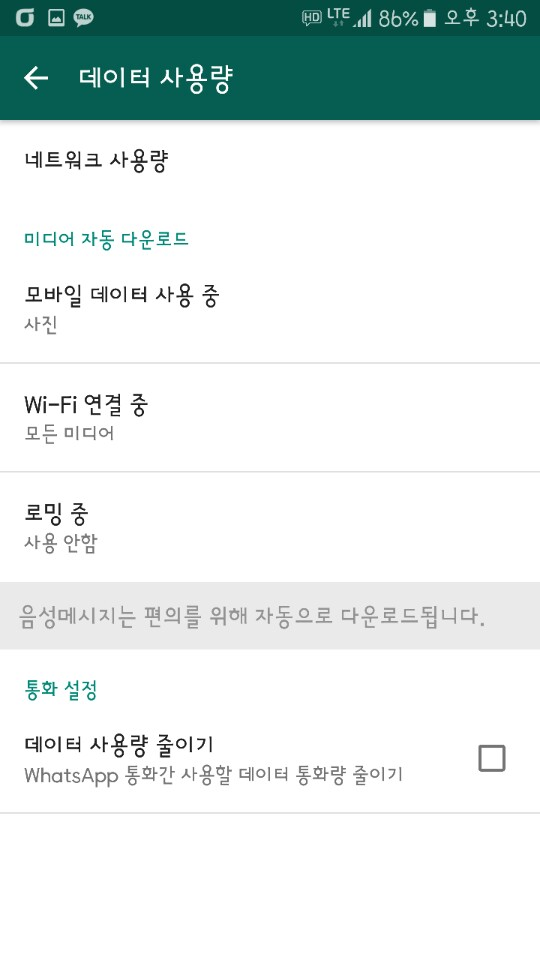 TALK HD LTE 86% 오후 3:40
데이터 사용량
네트워크 사용량
미디어 자동 다운로드
모바일 데이터 사용 중
사진
Wi-Fi 연결 중
모든 미디어
로밍 중
사용 안함
음성메시지는 편의를 위해 자동으로 다운로드됩니다.
통화 설정
데이터 사용량 줄이기
WhatsApp 통화간 사용할 데이터 통화량 줄이기